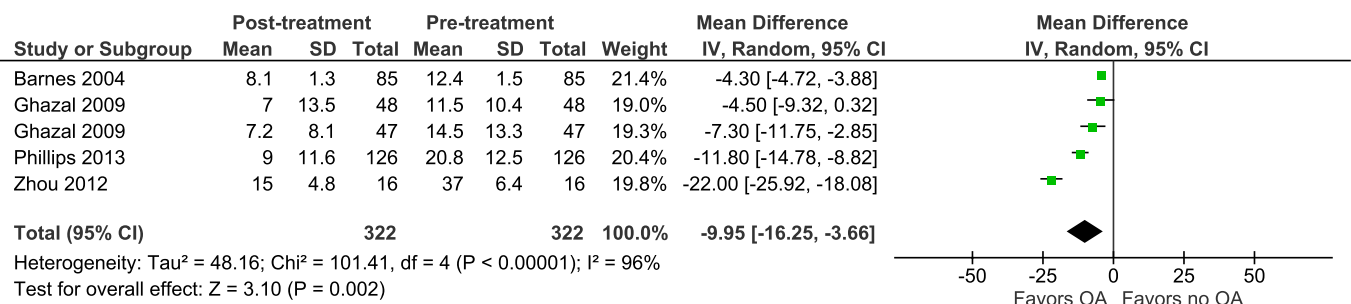 Post-treatment Pre-treatment Mean Difference Mean Difference
Study or Subgroup Mean SD Total Mean SD Total Weight IV, Random, 95% CI IV, Random, 95% CI
Barnes 2004 8.1 1.3 85 12.4 1.5 85 21.4% -4.30 [-4.72, -3.88]
Ghazal 2009 7 13.5 48 11.5 10.4 48 19.0% -4.50 [-9.32, 0.32]
Ghazal 2009 7.2 8.1 47 14.5 13.3 47 19.3% -7.30 [-11.75, -2.85]
Phillips 2013 9 11.6 126 20.8 12.5 126 20.4% -11.80 [-14.78, -8.82]
Zhou 2012 15 4.8 16 37 6.4 16 19.8% -22.00 [-25.92, -18.08]
Total (95% CI) 322 322 100.0% -9.95 [-16.25, -3.66]
Heterogeneity: Tau² = 48.16; Chi² = 101.41, df = 4 (P < 0.00001); I² = 96%
Test for overall effect: Z = 3.10 (P = 0.002)
-50 -25 0 25 50
Favors OA Favors no OA